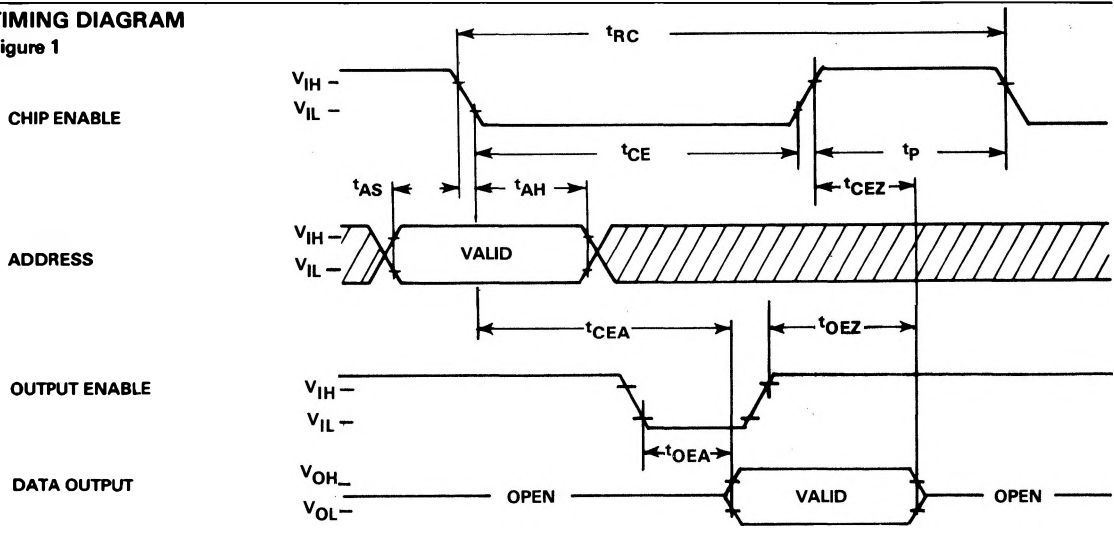 TIMING DIAGRAM
Figure 1
tRC
VIH
VIL
CHIP ENABLE
tCE
tP
tAS
tAH
tCEZ
VIH
VIL
ADDRESS
VALID
tCEA
tOEZ
OUTPUT ENABLE
VIH
VIL
tOEA
DATA OUTPUT
VOH
VOL
OPEN
VALID
OPEN